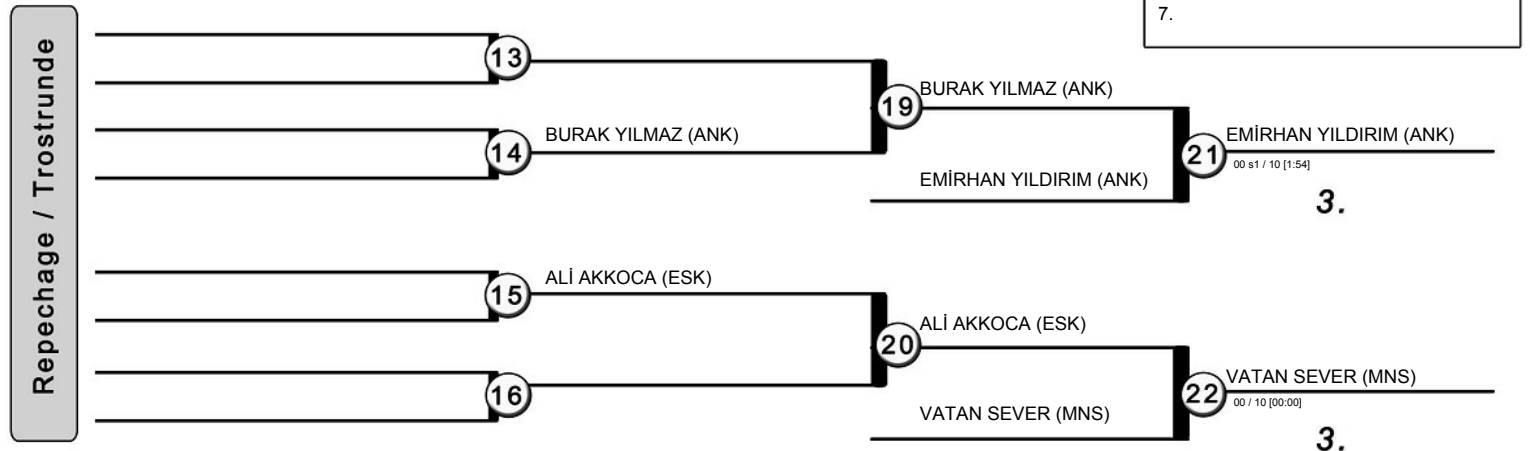 Repechage / Trostrunde
7.
13
BURAK YILMAZ (ANK)
14
19
BURAK YILMAZ (ANK)
EMİRHAN YILDIRIM (ANK)
21
EMİRHAN YILDIRIM (ANK)
00 s1 / 10 [1:54]
3.
ALİ AKKOCA (ESK)
15
16
ALİ AKKOCA (ESK)
20
VATAN SEVER (MNS)
22
VATAN SEVER (MNS)
00 / 10 [00:00]
3.